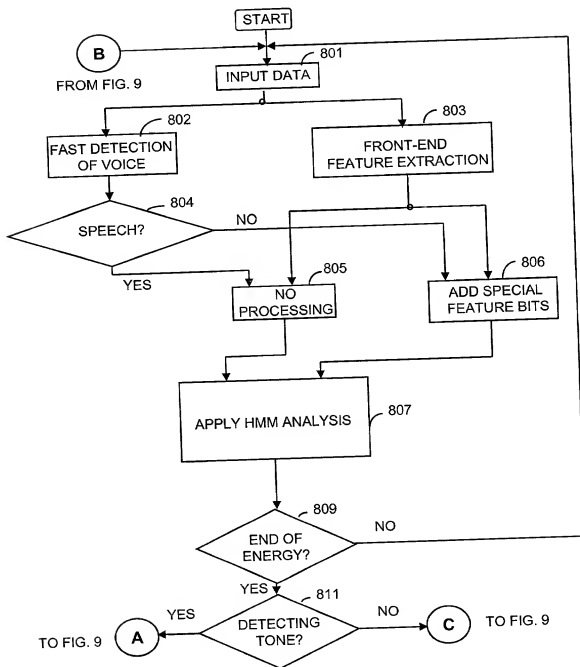 START
B
801
FROM FIG. 9
INPUT DATA
802
803
FAST DETECTION
OF VOICE
FRONT-END
FEATURE EXTRACTION
804
NO
SPEECH?
YES
805
806
NO
PROCESSING
ADD SPECIAL
FEATURE BITS
APPLY HMM ANALYSIS
807
809
NO
END OF
ENERGY?
YES
811
YES
NO
TO FIG. 9
A
DETECTING
TONE?
C
TO FIG. 9